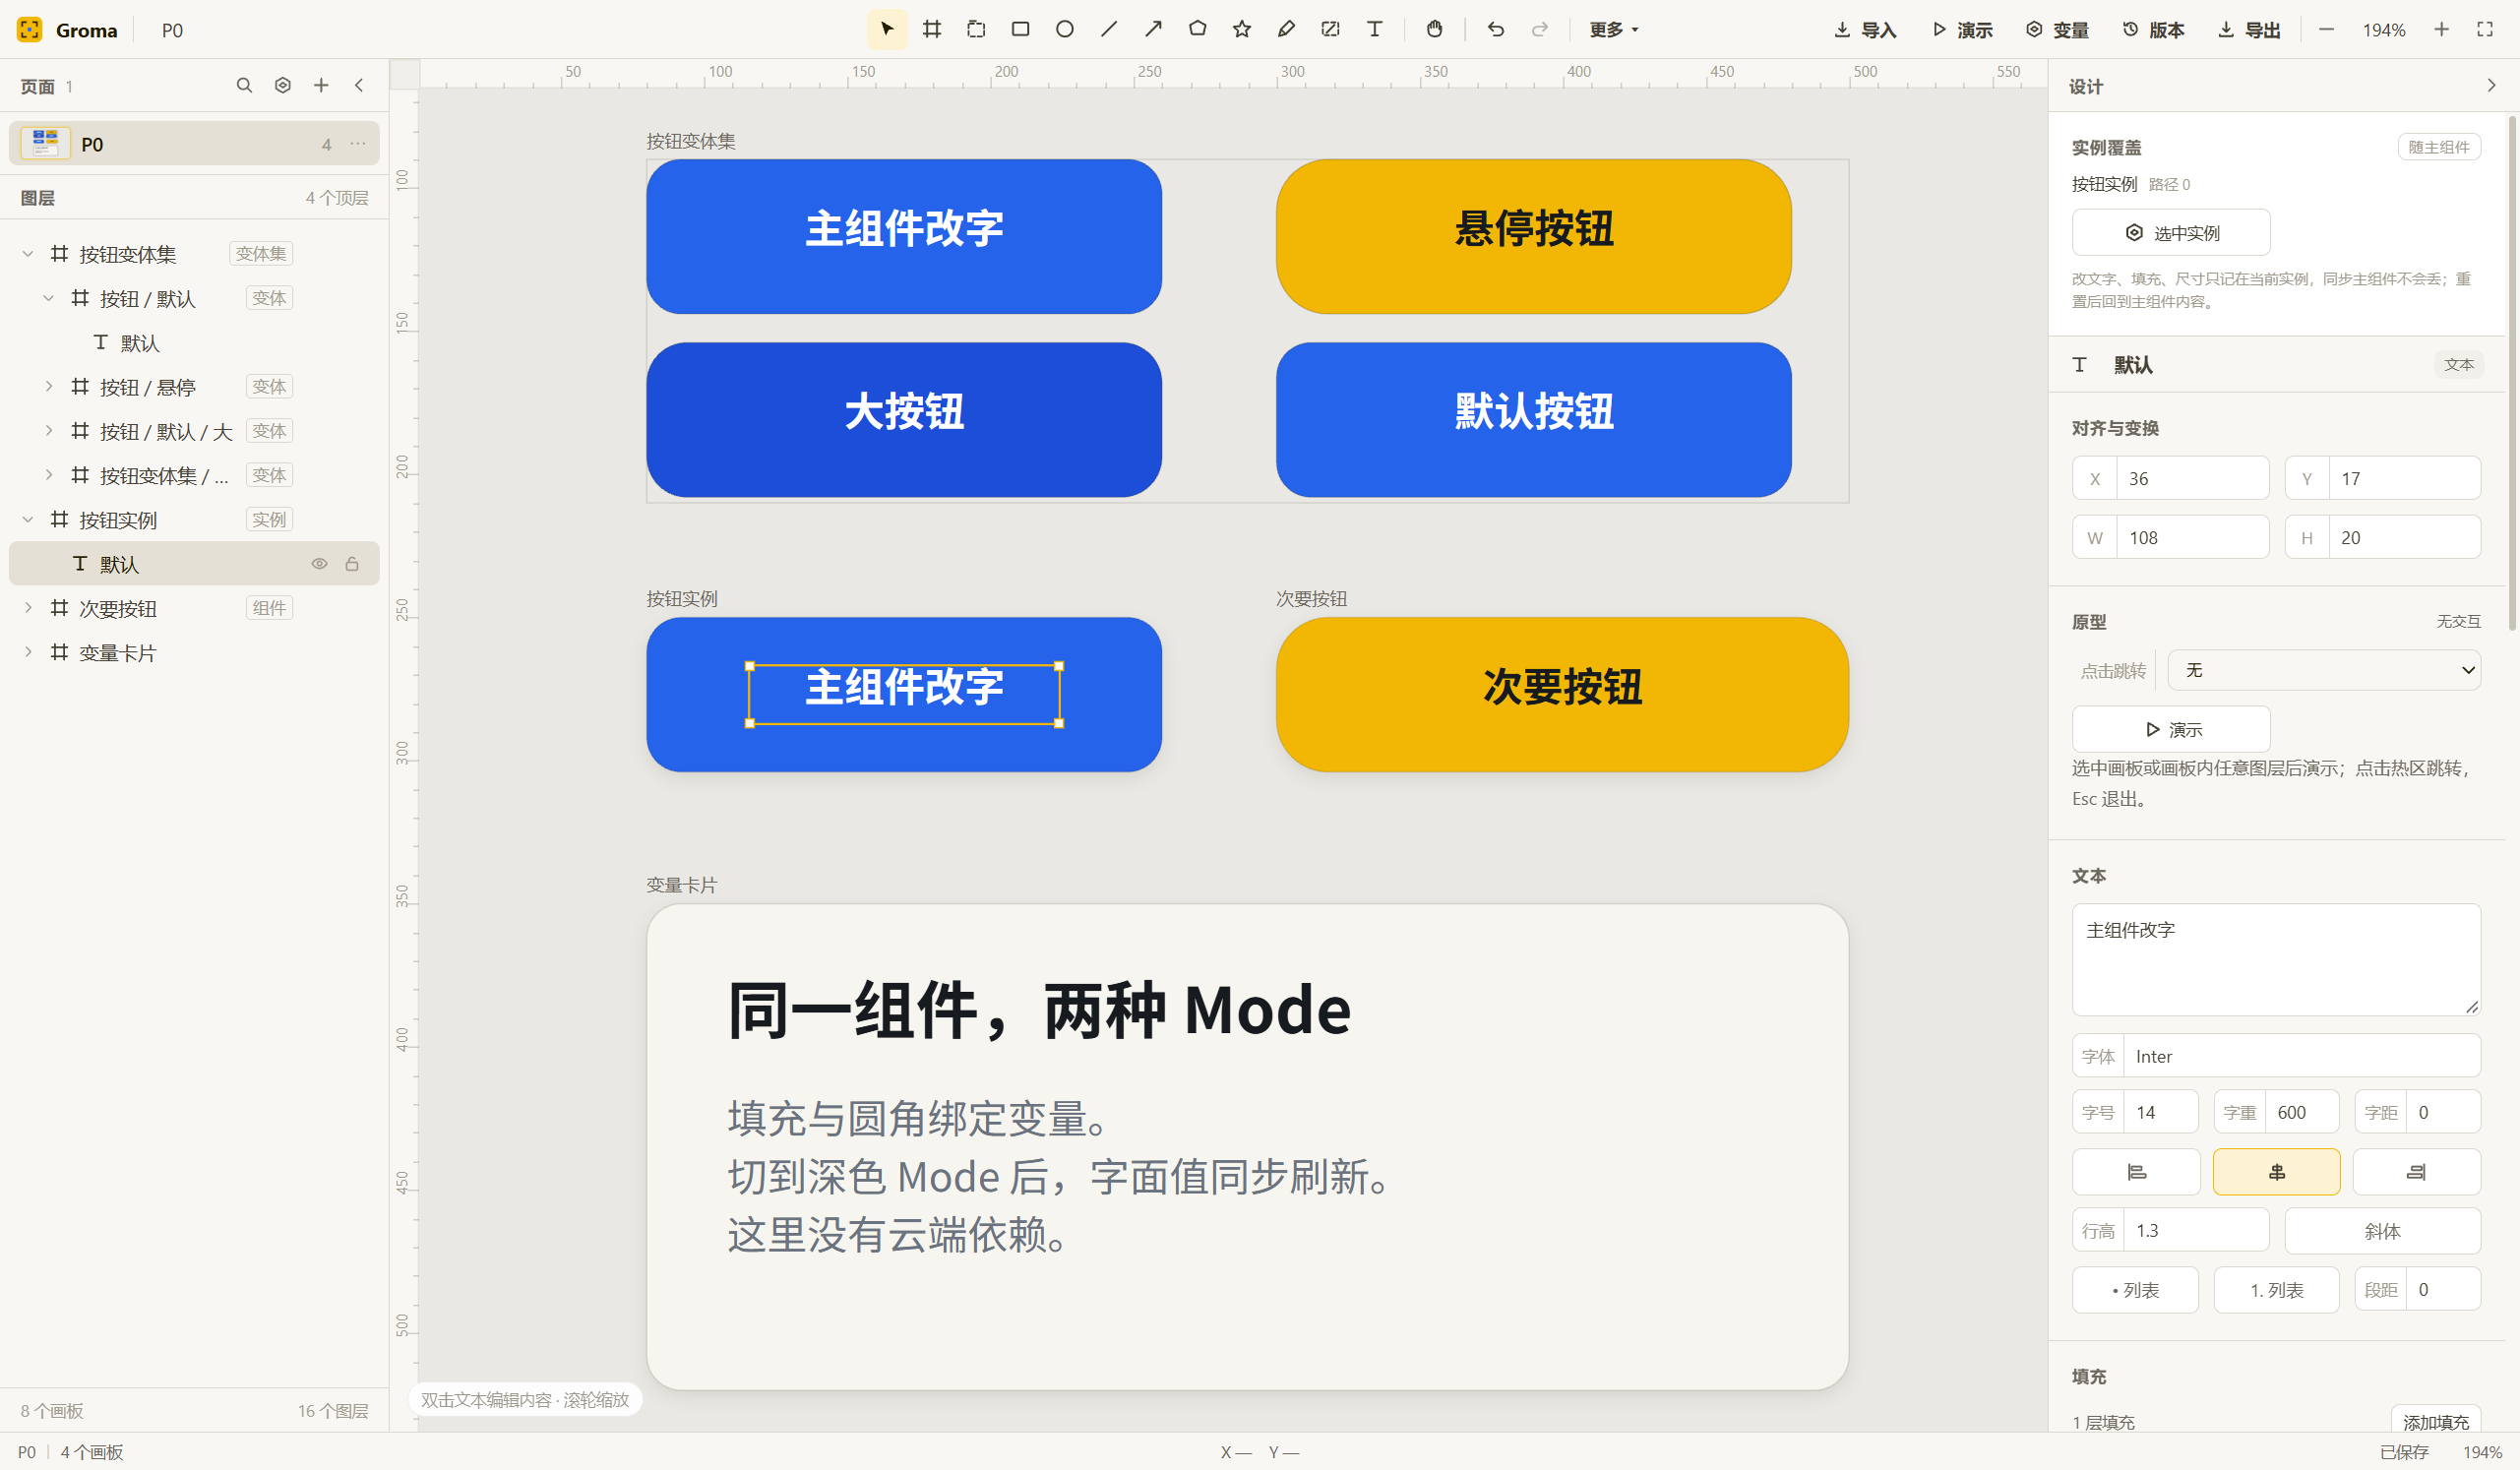 Groma
P0
更多
导入
演示
变量
版本
导出
194%
页面 1
P0 4
图层 4 个顶层
按钮变体集 变体集
按钮 / 默认 变体
默认
按钮 / 悬停 变体
按钮 / 默认 / 大 变体
按钮变体集 / ... 变体
按钮实例 实例
默认
次要按钮 组件
变量卡片
8 个画板 16 个图层
50 100 150 200 250 300 350 400 450 500 550
100
150
200
250
300
350
400
450
500
按钮变体集
主组件改字
悬停按钮
大按钮
默认按钮
按钮实例
主组件改字
次要按钮
次要按钮
变量卡片
同一组件，两种 Mode
填充与圆角绑定变量。
切到深色 Mode 后，字面值同步刷新。
这里没有云端依赖。
双击文本编辑内容 · 滚轮缩放
设计
实例覆盖 随主组件
按钮实例 路径 0
选中实例
改文字、填充、尺寸只记在当前实例，同步主组件不会丢；重
置后回到主组件内容。
默认 文本
对齐与变换
X 36 Y 17
W 108 H 20
原型 无交互
点击跳转 无
演示
选中画板或画板内任意图层后演示；点击热区跳转，
Esc 退出。
文本
主组件改字
字体 Inter
字号 14 字重 600 字距 0
行高 1.3 斜体
• 列表 1. 列表 段距 0
填充
1 层填充 添加填充
P0 4 个画板
X — Y —
已保存 194%